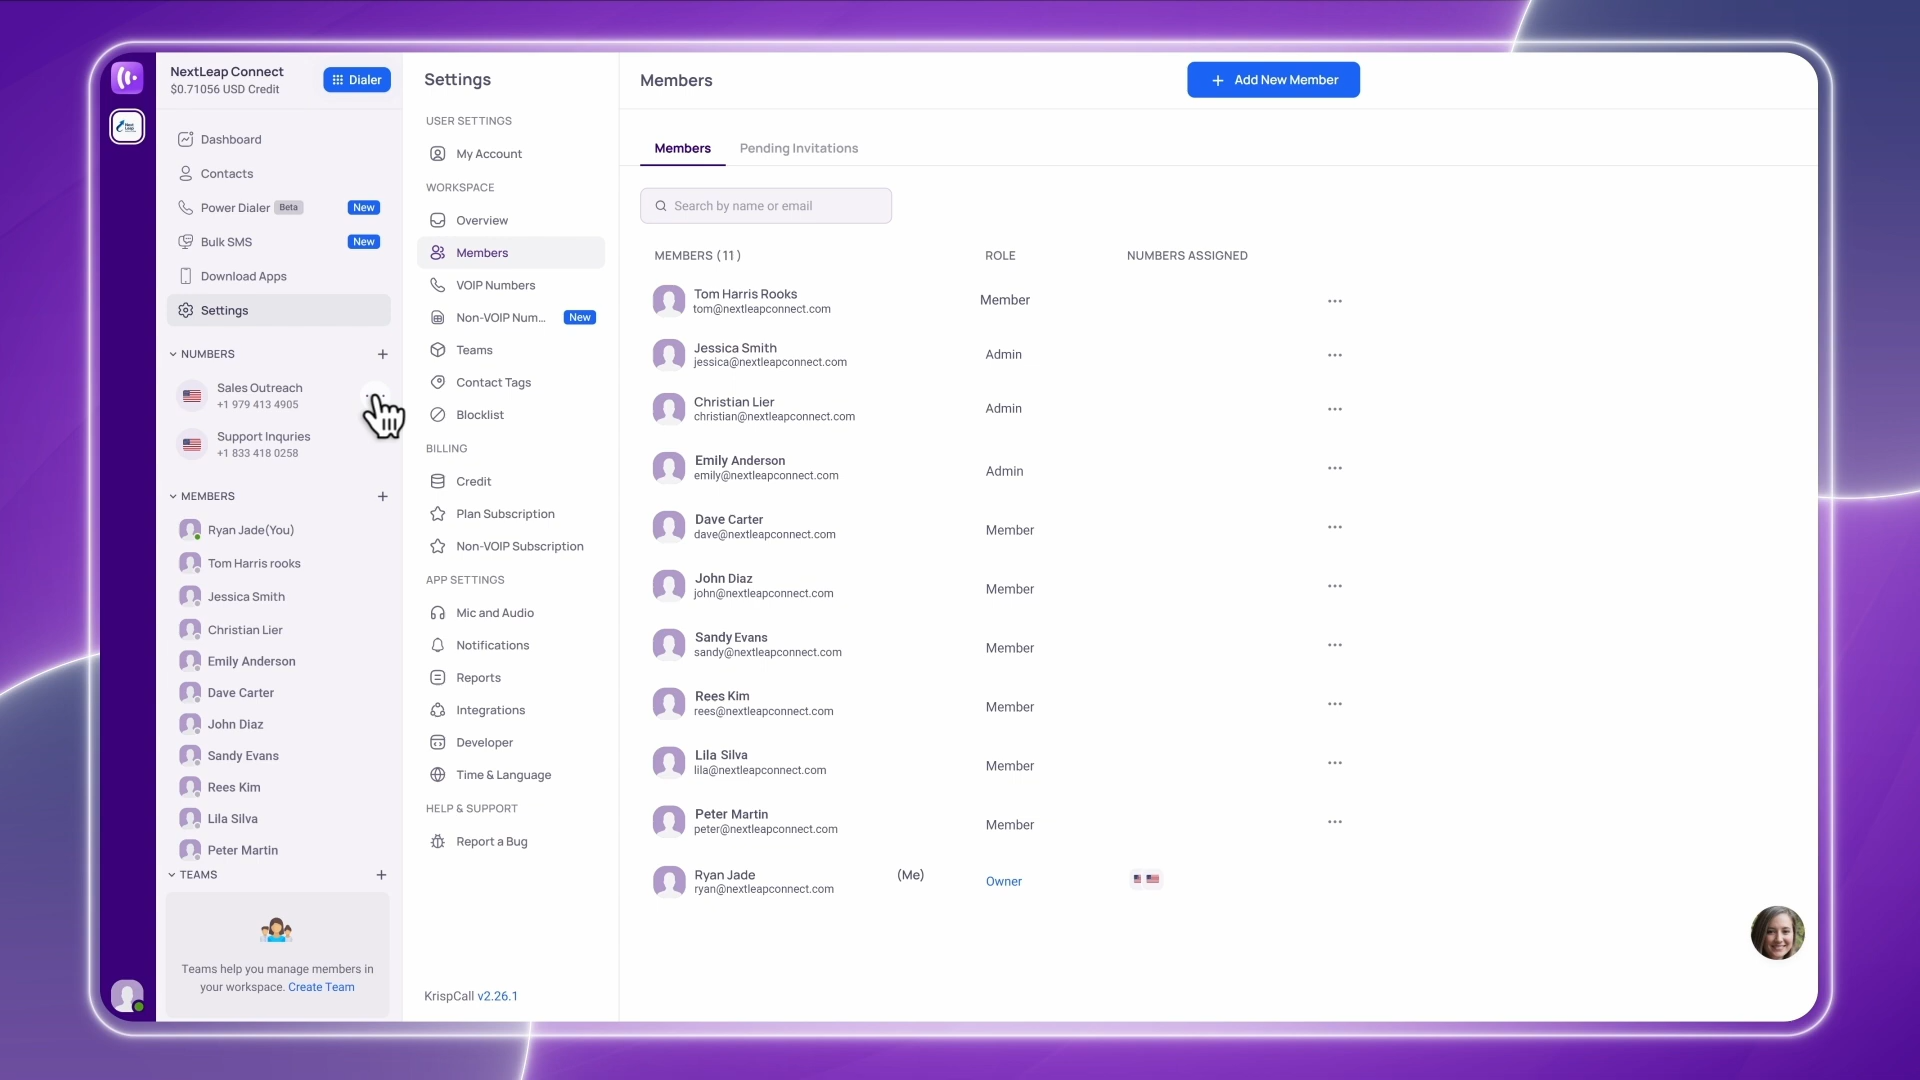 NextLeap Connect
$0.71056 USD Credit
Dialer
Dashboard
Contacts
Power Dialer Beta New
Bulk SMS New
Download Apps
Settings
NUMBERS
Sales Outreach
+1 979 413 4905
Support Inquries
+1 833 418 0258
MEMBERS
Ryan Jade(You)
Tom Harris rooks
Jessica Smith
Christian Lier
Emily Anderson
Dave Carter
John Diaz
Sandy Evans
Rees Kim
Lila Silva
Peter Martin
TEAMS
Teams help you manage members in
your workspace. Create Team
Settings
USER SETTINGS
My Account
WORKSPACE
Overview
Members
VOIP Numbers
Non-VOIP Num... New
Teams
Contact Tags
Blocklist
BILLING
Credit
Plan Subscription
Non-VOIP Subscription
APP SETTINGS
Mic and Audio
Notifications
Reports
Integrations
Developer
Time & Language
HELP & SUPPORT
Report a Bug
KrispCall v2.26.1
Members
+ Add New Member
Members Pending Invitations
Search by name or email
MEMBERS (11) ROLE NUMBERS ASSIGNED
Tom Harris Rooks
tom@nextleapconnect.com
Member
Jessica Smith
jessica@nextleapconnect.com
Admin
Christian Lier
christian@nextleapconnect.com
Admin
Emily Anderson
emily@nextleapconnect.com
Admin
Dave Carter
dave@nextleapconnect.com
Member
John Diaz
john@nextleapconnect.com
Member
Sandy Evans
sandy@nextleapconnect.com
Member
Rees Kim
rees@nextleapconnect.com
Member
Lila Silva
lila@nextleapconnect.com
Member
Peter Martin
peter@nextleapconnect.com
Member
Ryan Jade (Me)
ryan@nextleapconnect.com
Owner